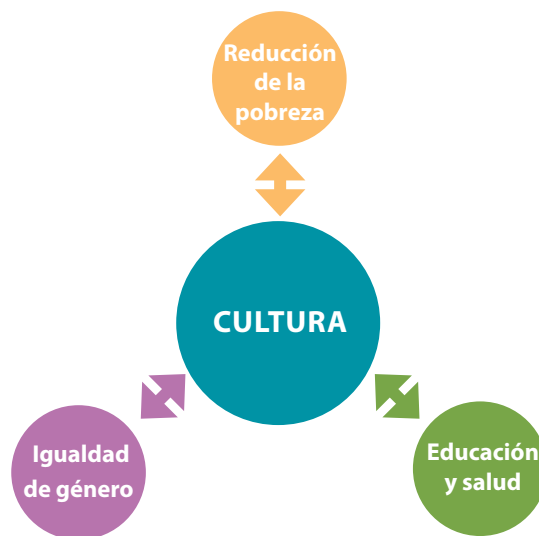 Reducción
de la
pobreza
CULTURA
Igualdad
de género
Educación
y salud